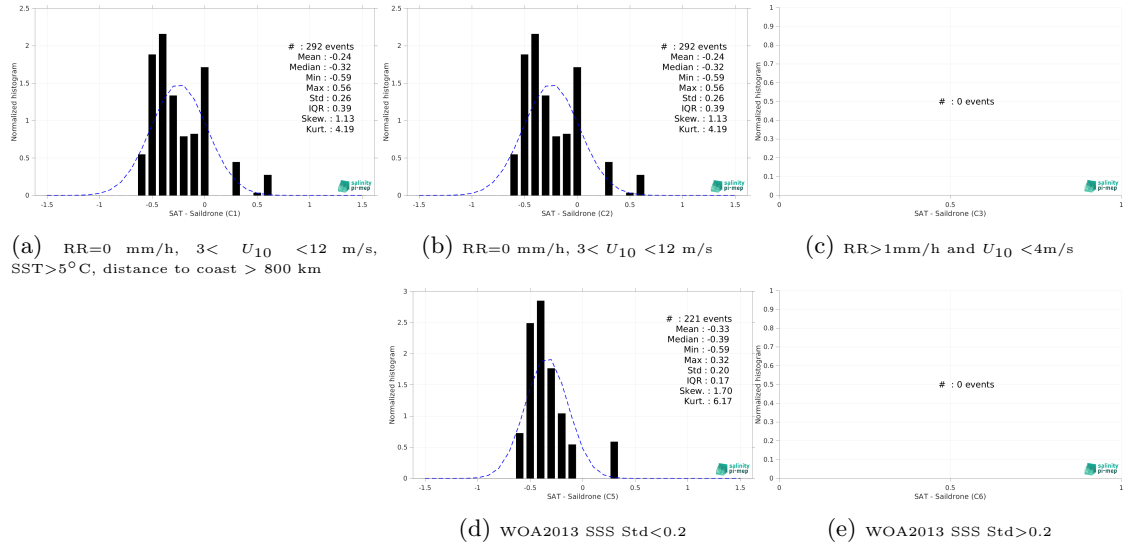 2.5
2
1.5
1
0.5
0
Normalized histogram
# : 292 events
Mean : -0.24
Median : -0.32
Min : -0.59
Max : 0.56
Std : 0.26
IQR : 0.39
Skew. : 1.13
Kurt. : 4.19
salinity
pi-mep
-1.5 -1 -0.5 0 0.5 1 1.5
SAT - Saildrone (C1)
(a) RR=0 mm/h, 3< U10 <12 m/s,
SST>5°C, distance to coast > 800 km
2.5
2
1.5
1
0.5
0
Normalized histogram
# : 292 events
Mean : -0.24
Median : -0.32
Min : -0.59
Max : 0.56
Std : 0.26
IQR : 0.39
Skew. : 1.13
Kurt. : 4.19
salinity
pi-mep
-1.5 -1 -0.5 0 0.5 1 1.5
SAT - Saildrone (C2)
(b) RR=0 mm/h, 3< U10 <12 m/s
1
0.9
0.8
0.7
0.6
0.5
0.4
0.3
0.2
0.1
0
Normalized histogram
# : 0 events
salinity
pi-mep
0 0.5 1
SAT - Saildrone (C3)
(c) RR>1mm/h and U10 <4m/s
3
2.5
2
1.5
1
0.5
0
Normalized histogram
# : 221 events
Mean : -0.33
Median : -0.39
Min : -0.59
Max : 0.32
Std : 0.20
IQR : 0.17
Skew. : 1.70
Kurt. : 6.17
salinity
pi-mep
-1.5 -1 -0.5 0 0.5 1 1.5
SAT - Saildrone (C5)
(d) WOA2013 SSS Std<0.2
1
0.9
0.8
0.7
0.6
0.5
0.4
0.3
0.2
0.1
0
Normalized histogram
# : 0 events
salinity
pi-mep
0 0.5 1
SAT - Saildrone (C6)
(e) WOA2013 SSS Std>0.2